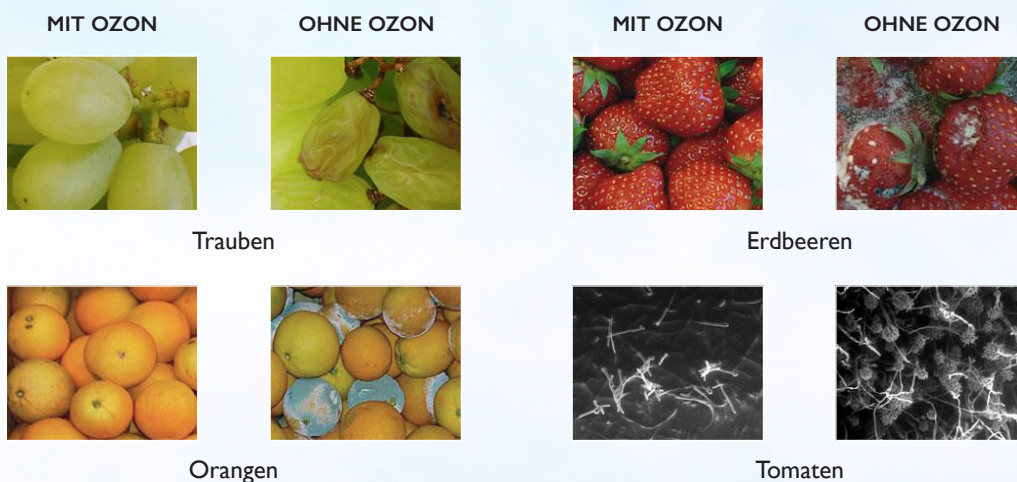 MIT OZON OHNE OZON MIT OZON OHNE OZON
Trauben Erdbeeren
Orangen Tomaten